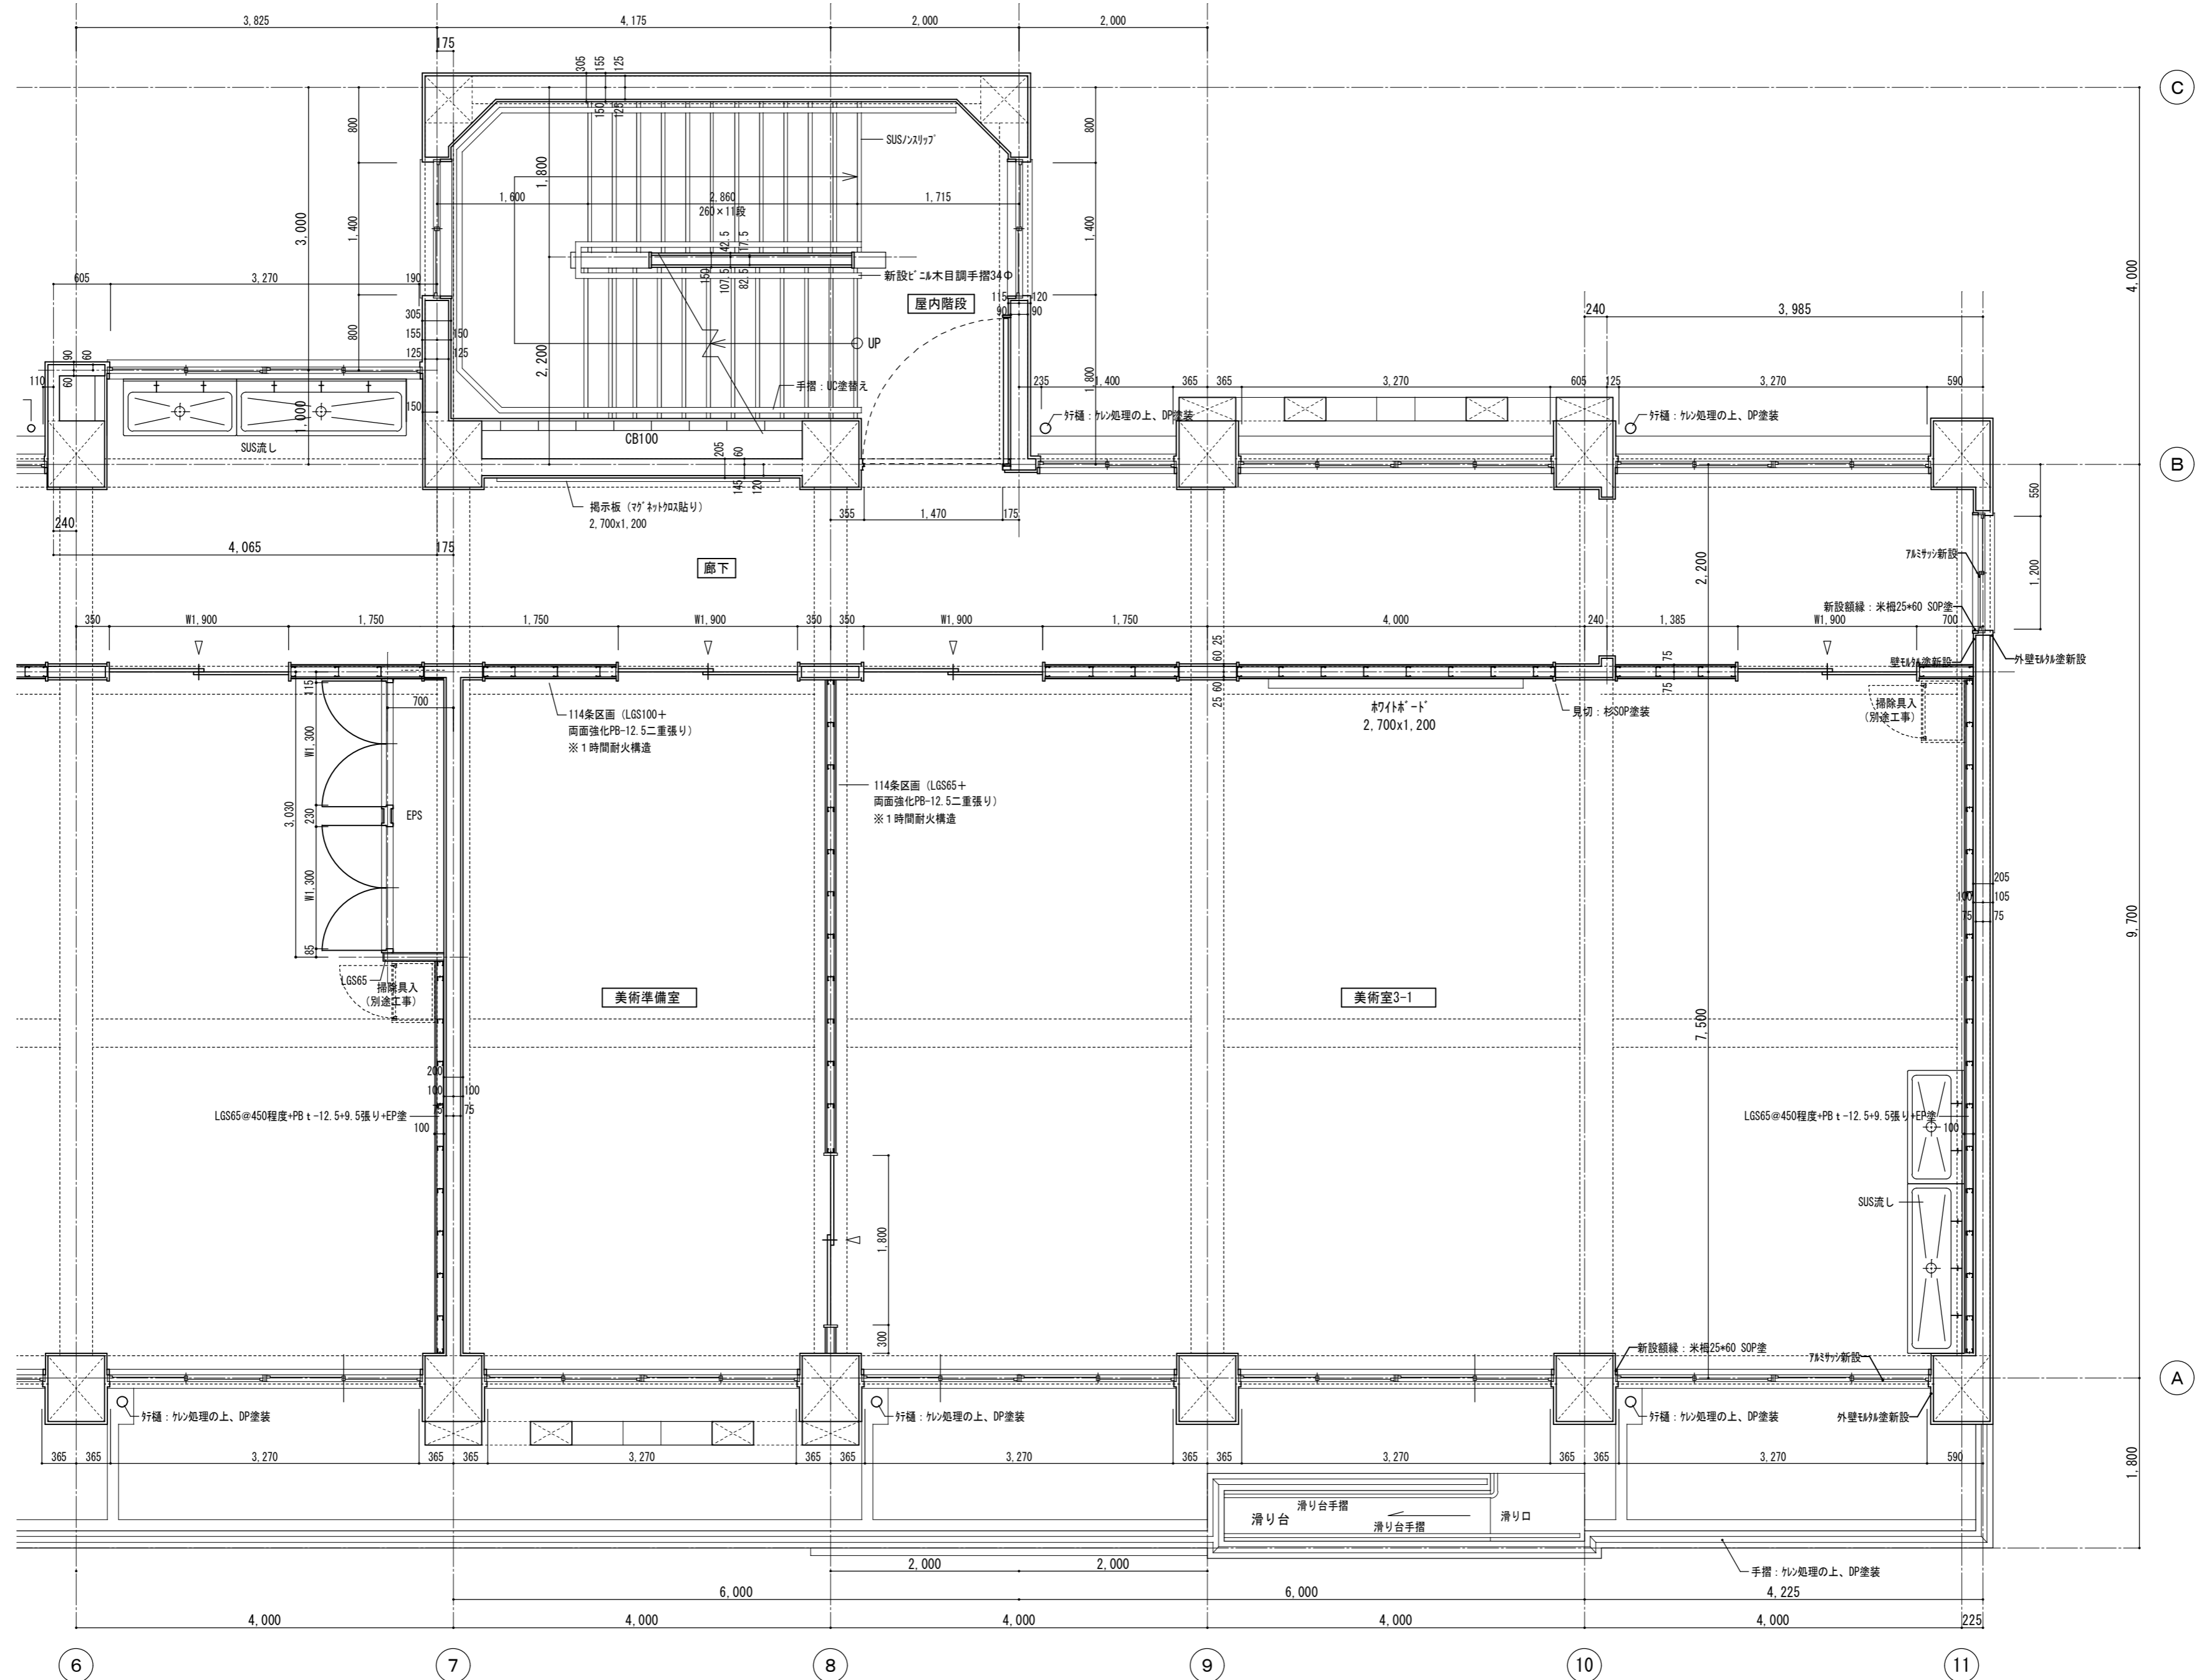 3,825
4,175
2,000
2,000
175
305
155
125
150
125
C
800
800
SUSノンスリップ
1,800
3,000
1,400
1,600
2,860
260×11段
1,715
1,400
4,000
42.5
17.5
150
107.5
82.5
新設ビニル木目調手摺34Φ
屋内階段
605
3,270
190
115
120
90
90
305
155
150
125
125
800
2,200
UP
240
3,985
90
60
60
110
1,000
150
手摺:UC塗替え
235
1,400
1,800
365
365
3,270
605
125
3,270
590
タテ樋:ケレン処理の上、DP塗装
タテ樋:ケレン処理の上、DP塗装
SUS流し
CB100
205
60
145
120
B
掲示板(マグネットクロス貼り)
2,700x1,200
355
1,470
175
550
240
4,065
175
廊下
2,200
アルミサッシ新設
1,200
新設額縁:米栂25*60 SOP塗
350
W1,900
1,750
1,750
W1,900
350
350
W1,900
1,750
4,000
240
1,385
W1,900
700
60
25
25
60
75
75
壁モルタル塗新設
外壁モルタル塗新設
115
700
W1,300
3,030
230
EPS
W1,300
85
114条区画(LGS100+
両面強化PB-12.5二重張り)
※1時間耐火構造
114条区画(LGS65+
両面強化PB-12.5二重張り)
※1時間耐火構造
ホワイトボード
2,700x1,200
見切:杉SOP塗装
掃除具入
(別途工事)
205
100
105
75
75
9,700
LGS65
掃除具入
(別途工事)
美術準備室
美術室3-1
7,500
200
100
100
75
75
LGS65@450程度+PBt-12.5+9.5張り+EP塗
100
LGS65@450程度+PBt-12.5+9.5張り+EP塗
100
SUS流し
1,800
300
新設額縁:米栂25*60 SOP塗
アルミサッシ新設
A
タテ樋:ケレン処理の上、DP塗装
タテ樋:ケレン処理の上、DP塗装
タテ樋:ケレン処理の上、DP塗装
外壁モルタル塗新設
365
365
3,270
365
365
3,270
365
365
3,270
365
365
3,270
365
365
3,270
590
1,800
滑り台手摺
滑り台
滑り台手摺
滑り口
2,000
2,000
手摺:ケレン処理の上、DP塗装
6,000
6,000
4,225
4,000
4,000
4,000
4,000
4,000
225
6
7
8
9
10
11